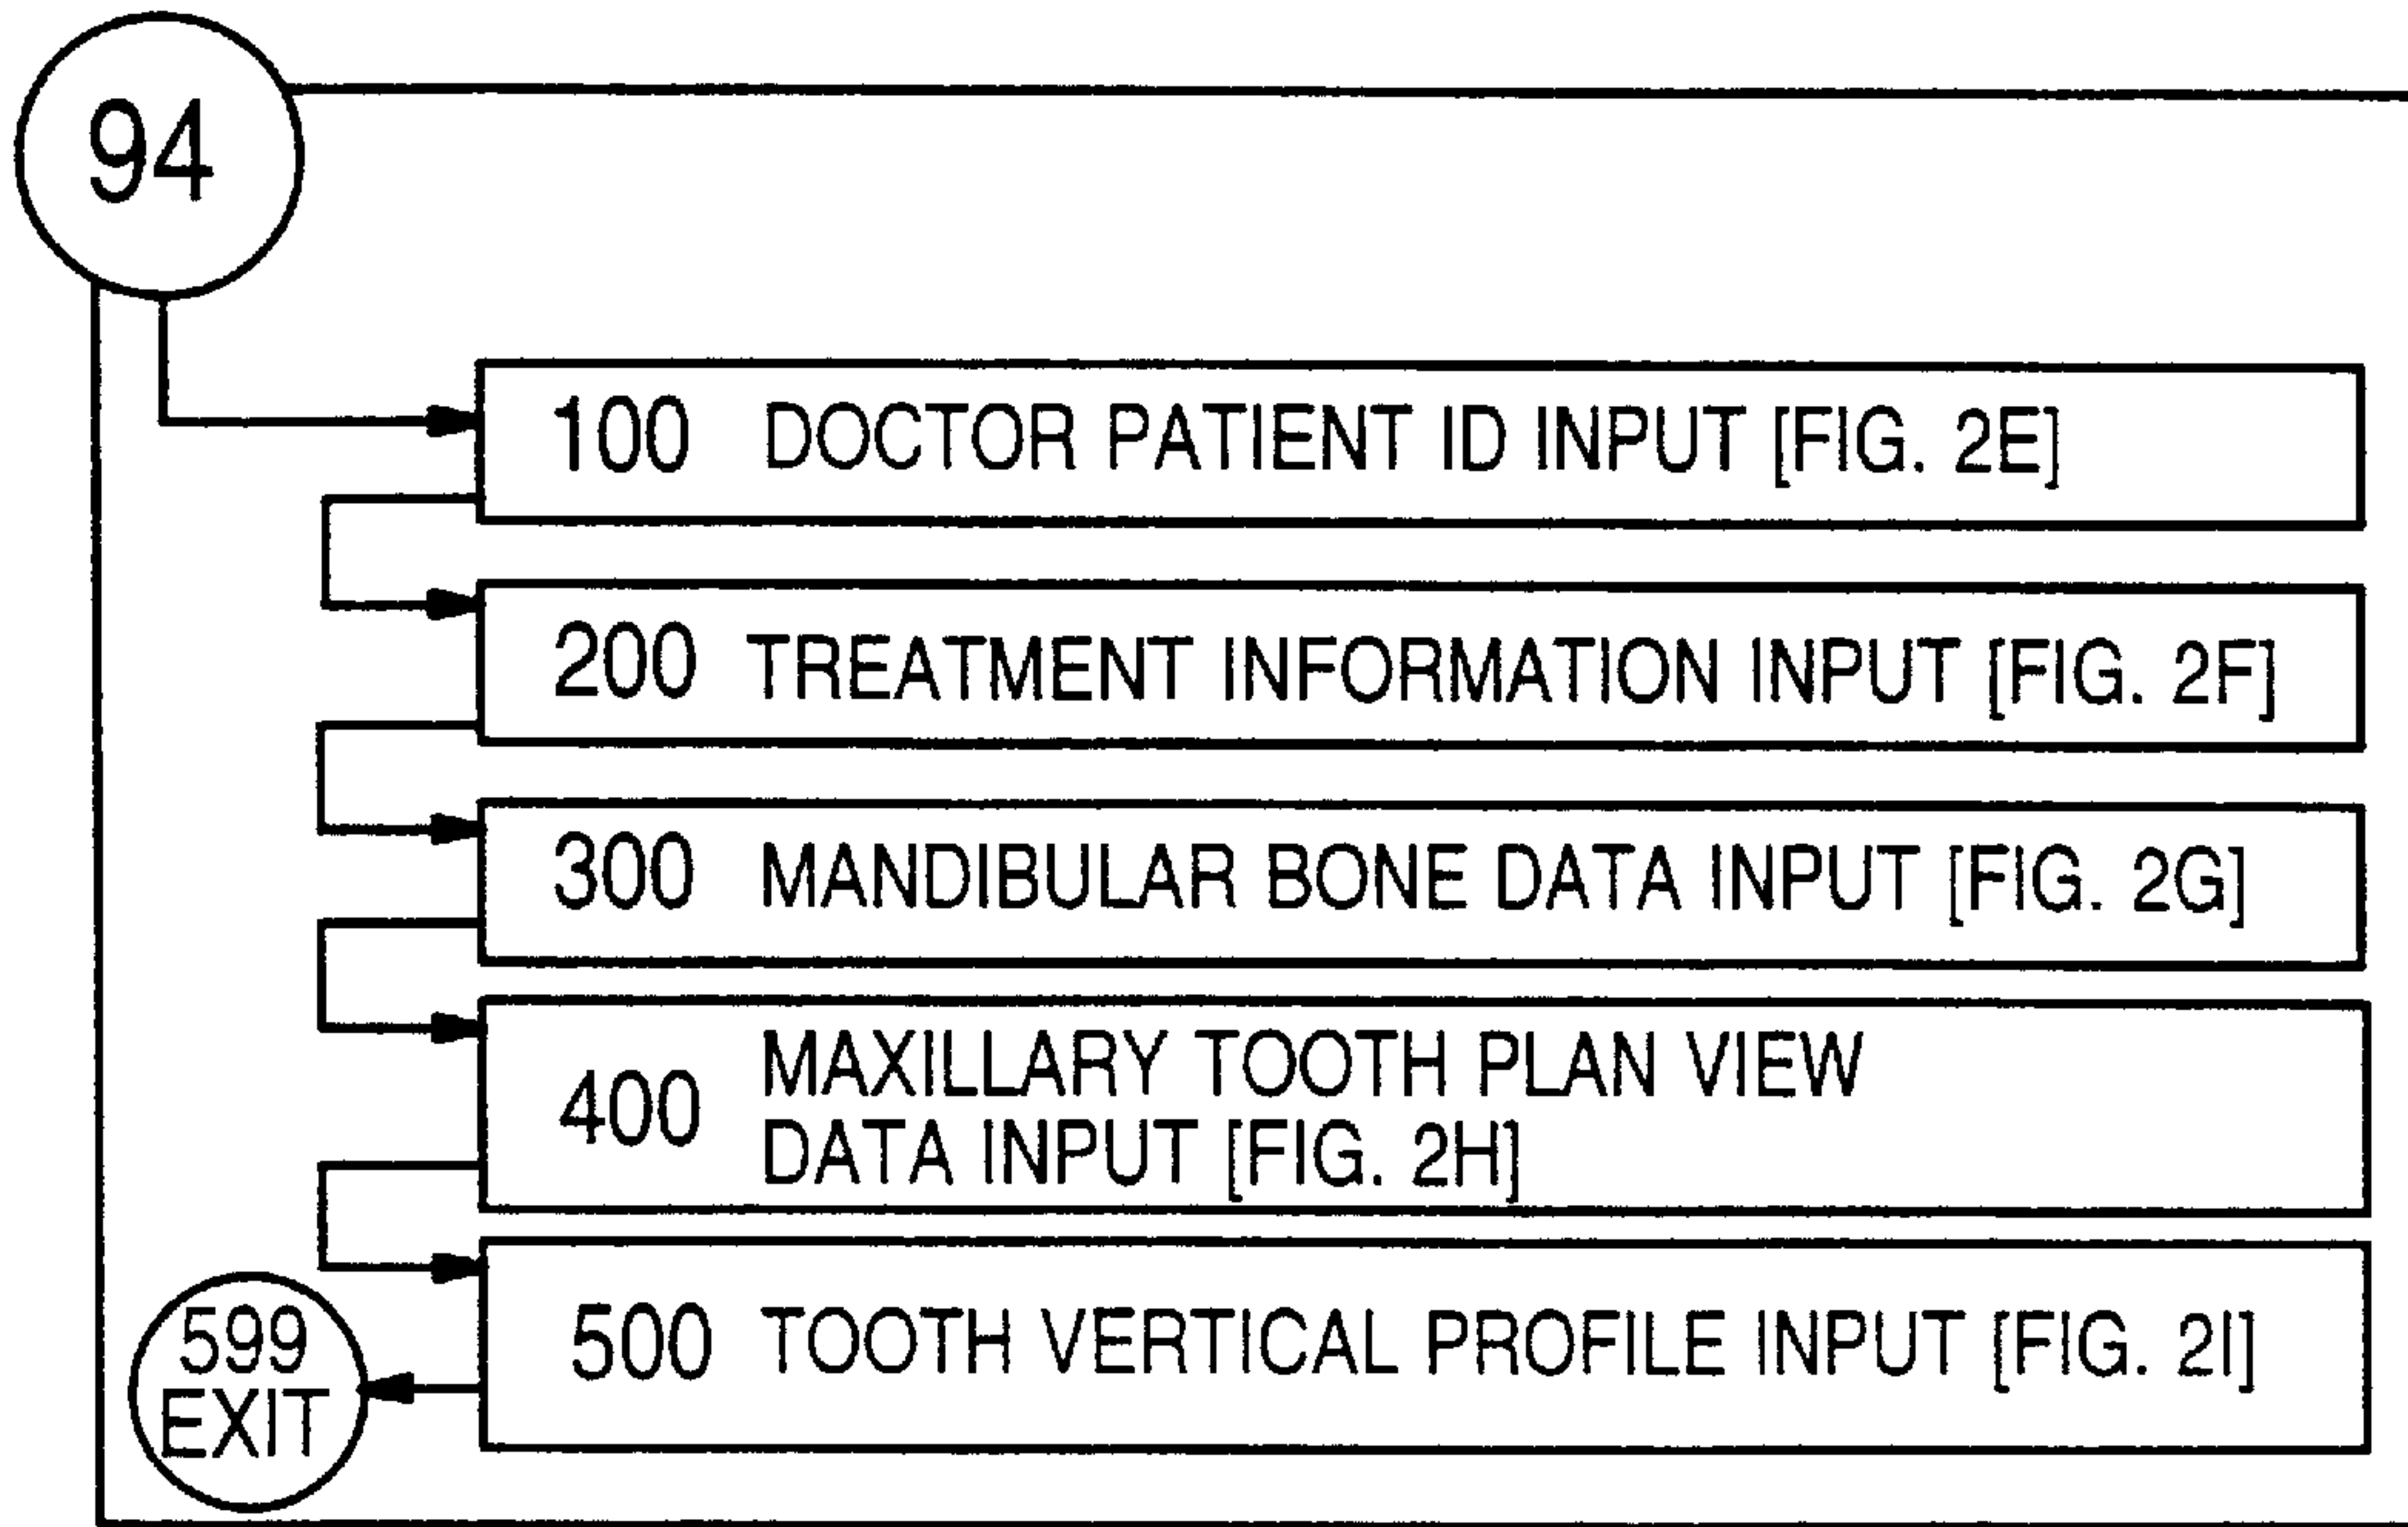 94
100 DOCTOR PATIENT ID INPUT [FIG. 2E]
200 TREATMENT INFORMATION INPUT [FIG. 2F]
300 MANDIBULAR BONE DATA INPUT [FIG. 2G]
400 MAXILLARY TOOTH PLAN VIEW
DATA INPUT [FIG. 2H]
500 TOOTH VERTICAL PROFILE INPUT [FIG. 2I]
599
EXIT